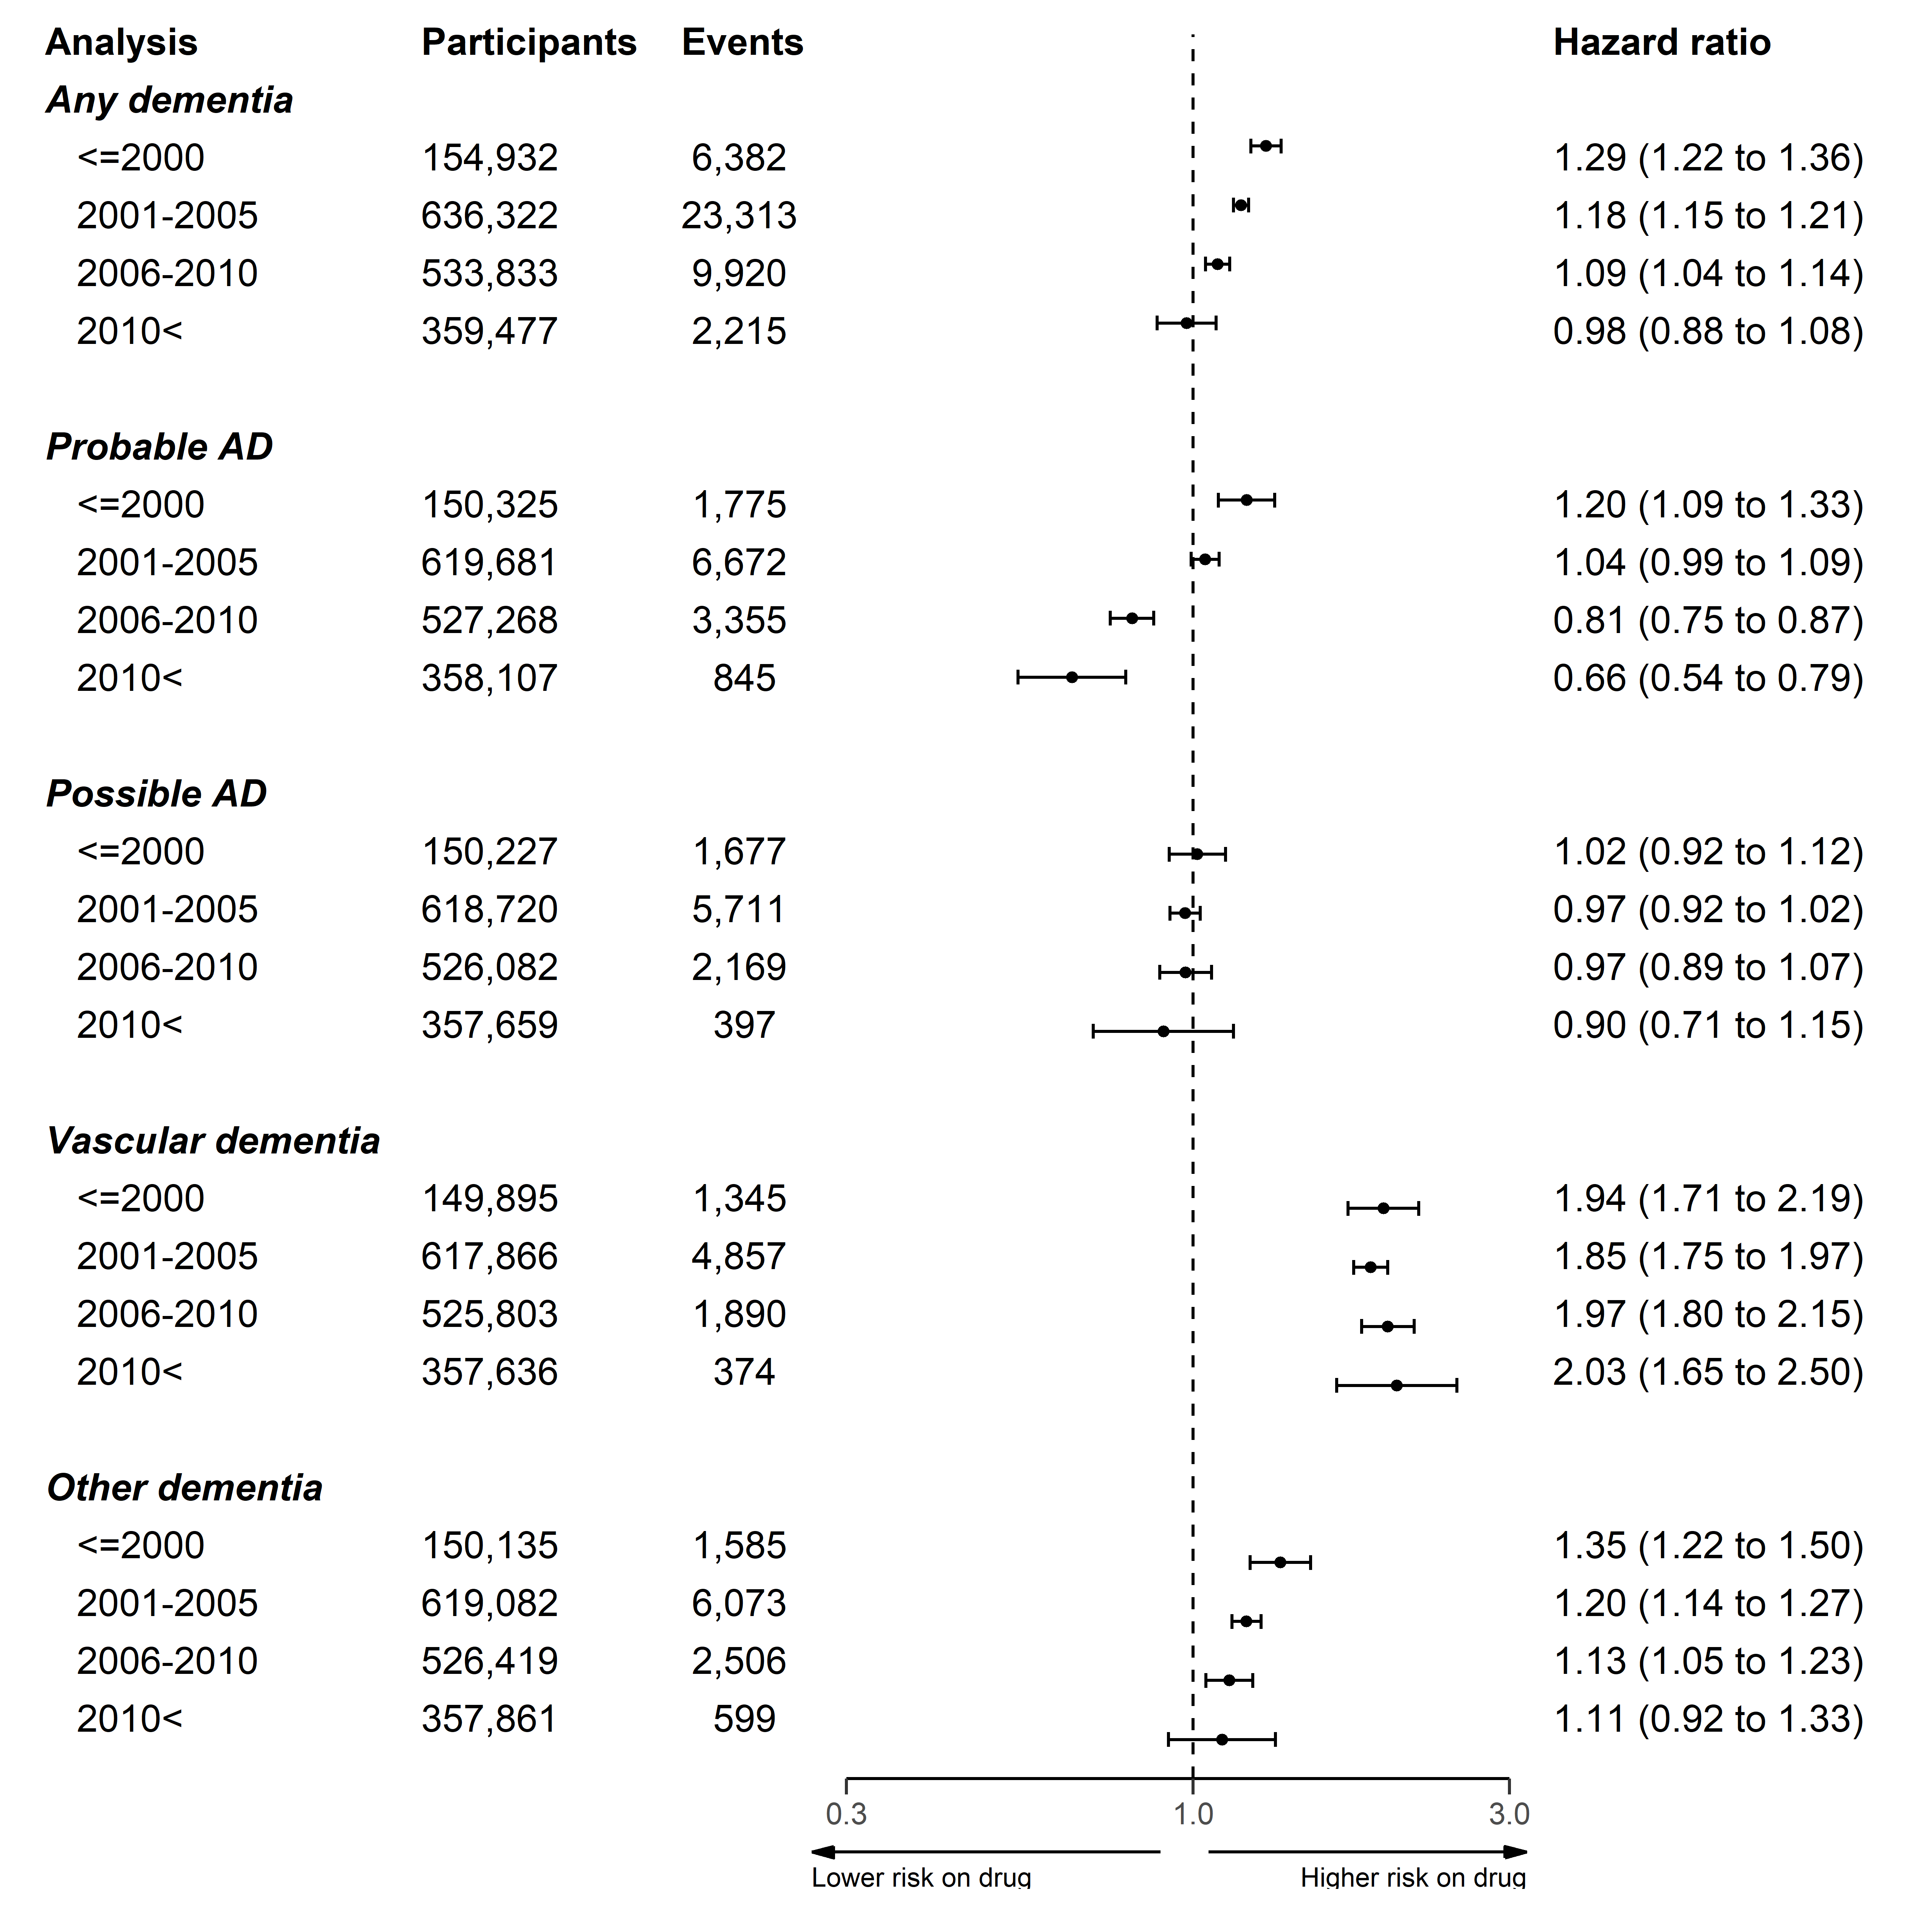 Analysis Participants Events Hazard ratio
Any dementia
<=2000 154,932 6,382 1.29 (1.22 to 1.36)
2001-2005 636,322 23,313 1.18 (1.15 to 1.21)
2006-2010 533,833 9,920 1.09 (1.04 to 1.14)
2010< 359,477 2,215 0.98 (0.88 to 1.08)
Probable AD
<=2000 150,325 1,775 1.20 (1.09 to 1.33)
2001-2005 619,681 6,672 1.04 (0.99 to 1.09)
2006-2010 527,268 3,355 0.81 (0.75 to 0.87)
2010< 358,107 845 0.66 (0.54 to 0.79)
Possible AD
<=2000 150,227 1,677 1.02 (0.92 to 1.12)
2001-2005 618,720 5,711 0.97 (0.92 to 1.02)
2006-2010 526,082 2,169 0.97 (0.89 to 1.07)
2010< 357,659 397 0.90 (0.71 to 1.15)
Vascular dementia
<=2000 149,895 1,345 1.94 (1.71 to 2.19)
2001-2005 617,866 4,857 1.85 (1.75 to 1.97)
2006-2010 525,803 1,890 1.97 (1.80 to 2.15)
2010< 357,636 374 2.03 (1.65 to 2.50)
Other dementia
<=2000 150,135 1,585 1.35 (1.22 to 1.50)
2001-2005 619,082 6,073 1.20 (1.14 to 1.27)
2006-2010 526,419 2,506 1.13 (1.05 to 1.23)
2010< 357,861 599 1.11 (0.92 to 1.33)
0.3 1.0 3.0
Lower risk on drug Higher risk on drug